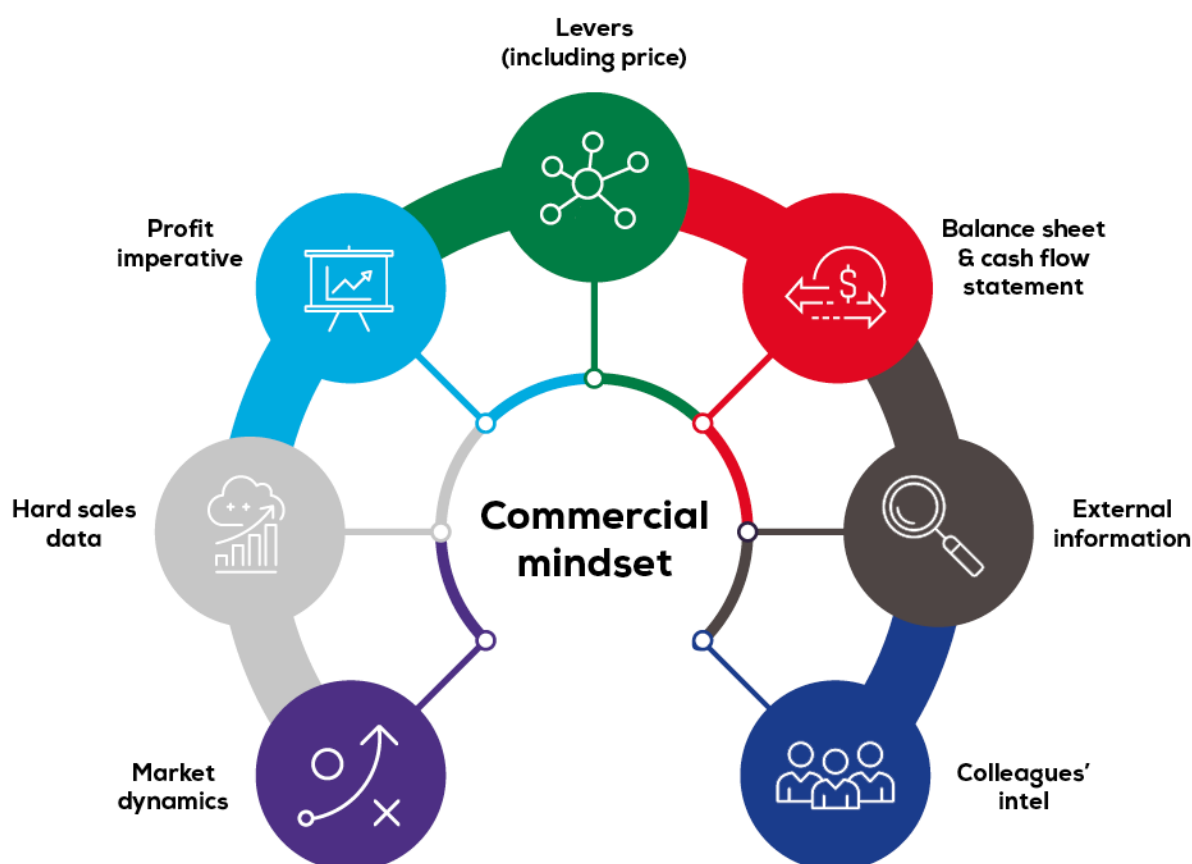 Levers
(including price)
Profit
imperative
Balance sheet
& cash flow
statement
$
Hard sales
data
Commercial
mindset
External
information
Market
dynamics
Colleagues’
intel